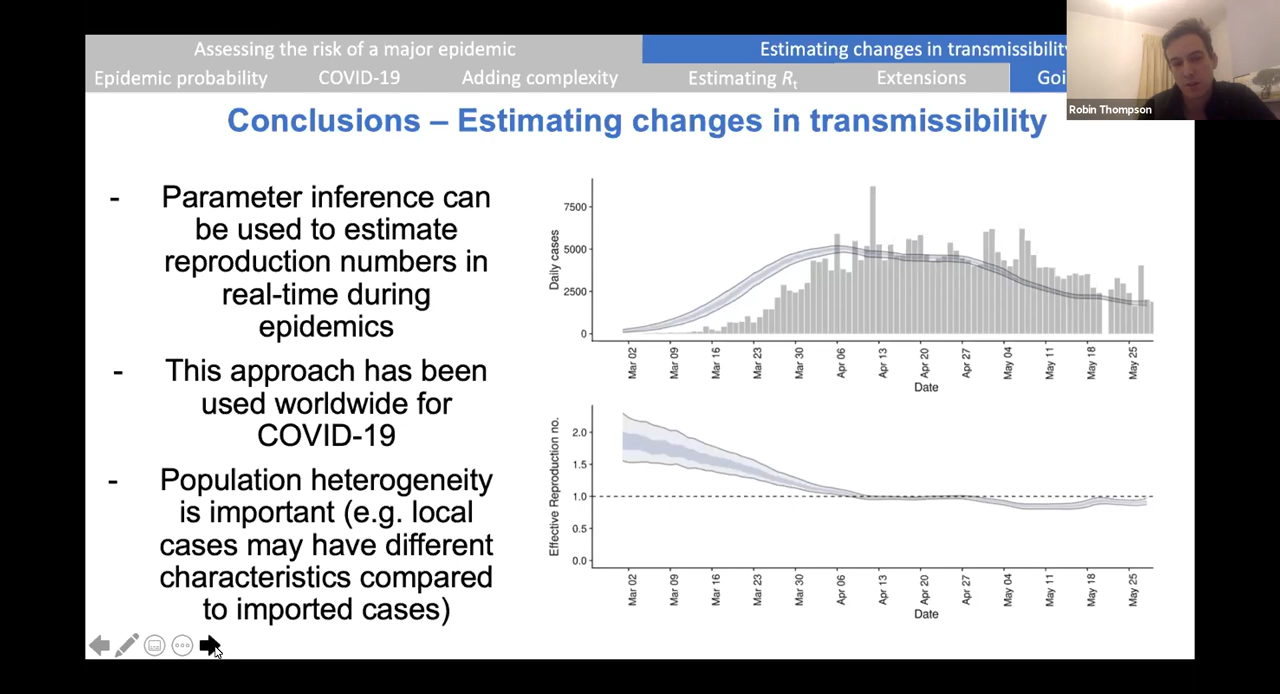 Assessing the risk of a major epidemic
Estimating changes in transmissibility
Epidemic probability
COVID-19
Adding complexity
Estimating Rt
Extensions
Robin Thompson
Conclusions – Estimating changes in transmissibility
- Parameter inference can
be used to estimate
reproduction numbers in
real-time during
epidemics
- This approach has been
used worldwide for
COVID-19
- Population heterogeneity
is important (e.g. local
cases may have different
characteristics compared
to imported cases)
Daily cases
7500
5000
2500
0
Mar 02
Mar 09
Mar 16
Mar 23
Mar 30
Apr 06
Apr 13
Apr 20
Apr 27
May 04
May 11
May 18
May 25
Date
Effective Reproduction no.
2.0
1.5
1.0
0.5
0.0
Mar 02
Mar 09
Mar 16
Mar 23
Mar 30
Apr 06
Apr 13
Apr 20
Apr 27
May 04
May 11
May 18
May 25
Date